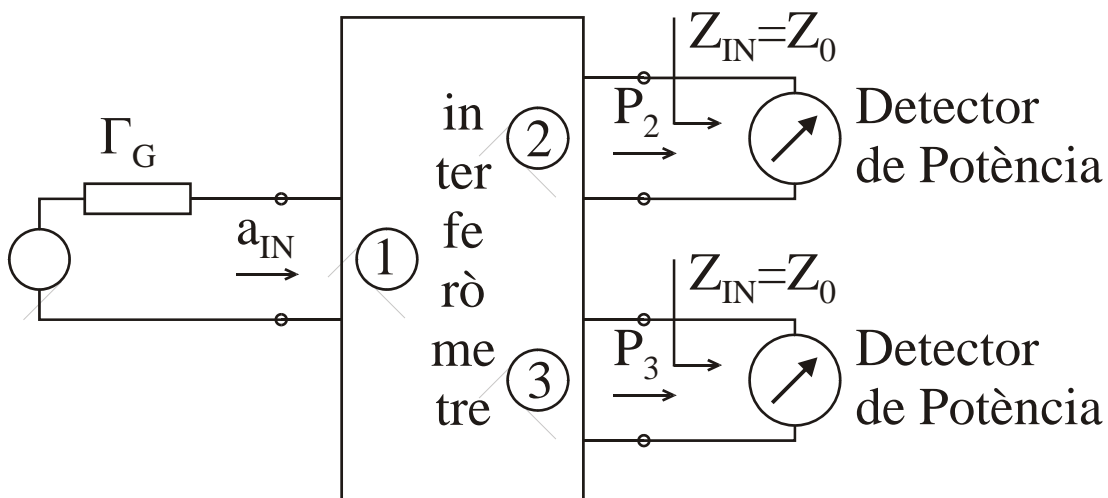 Γ_G
a_IN
1
in
ter
fe
rò
me
tre
2
3
P_2
Z_IN=Z_0
Detector
de Potència
P_3
Z_IN=Z_0
Detector
de Potència